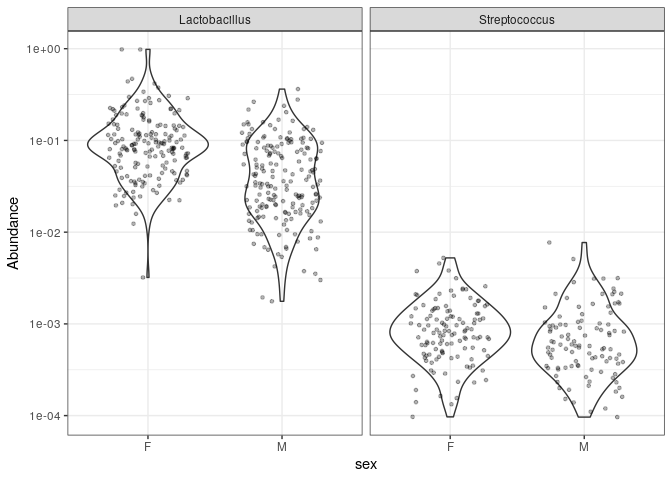 Lactobacillus
Streptococcus
Abundance
1e+00
1e-01
1e-02
1e-03
1e-04
F
M
F
M
sex